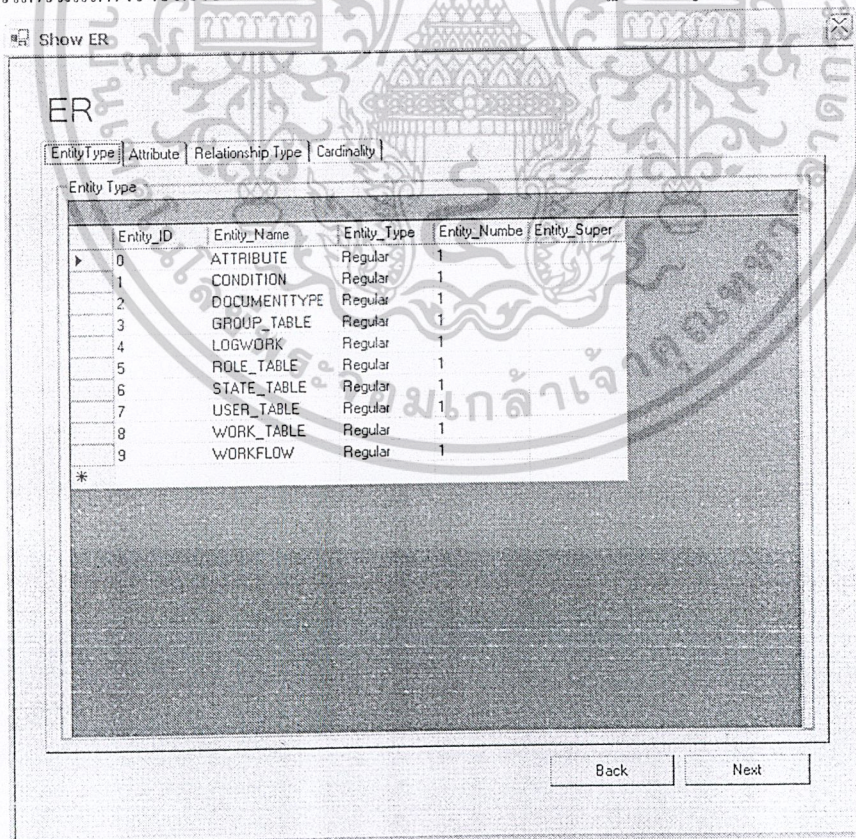 Show ER
ER
EntityType Attribute Relationship Type Cardinality
Entity Type
Entity_ID Entity_Name Entity_Type Entity_Numbe Entity_Super
0 ATTRIBUTE Regular 1
1 CONDITION Regular 1
2 DOCUMENTTYPE Regular 1
3 GROUP_TABLE Regular 1
4 LOGWORK Regular 1
5 ROLE_TABLE Regular 1
6 STATE_TABLE Regular 1
7 USER_TABLE Regular 1
8 WORK_TABLE Regular 1
9 WORKFLOW Regular 1
*
Back Next